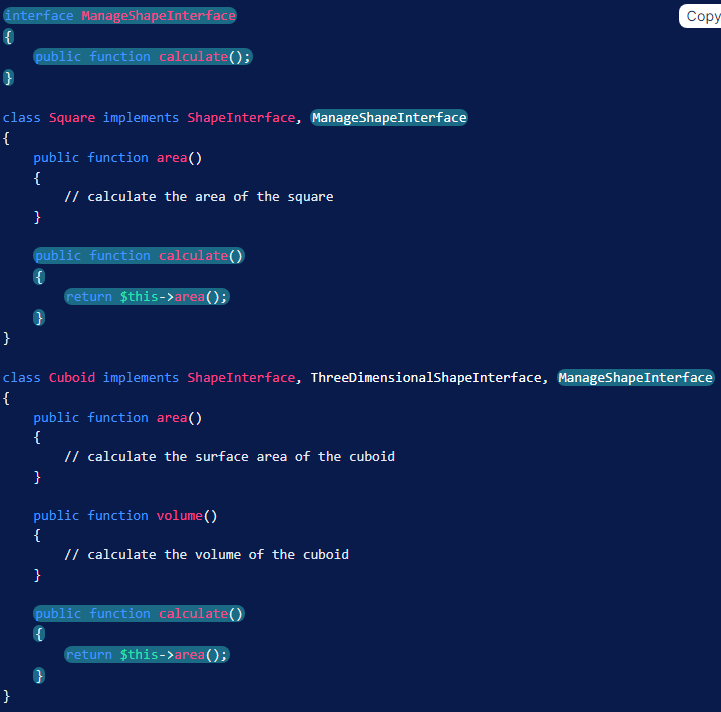 Copy
interface ManageShapeInterface
{
    public function calculate();
}

class Square implements ShapeInterface, ManageShapeInterface
{
    public function area()
    {
        // calculate the area of the square
    }

    public function calculate()
    {
        return $this->area();
    }
}

class Cuboid implements ShapeInterface, ThreeDimensionalShapeInterface, ManageShapeInterface
{
    public function area()
    {
        // calculate the surface area of the cuboid
    }

    public function volume()
    {
        // calculate the volume of the cuboid
    }

    public function calculate()
    {
        return $this->area();
    }
}